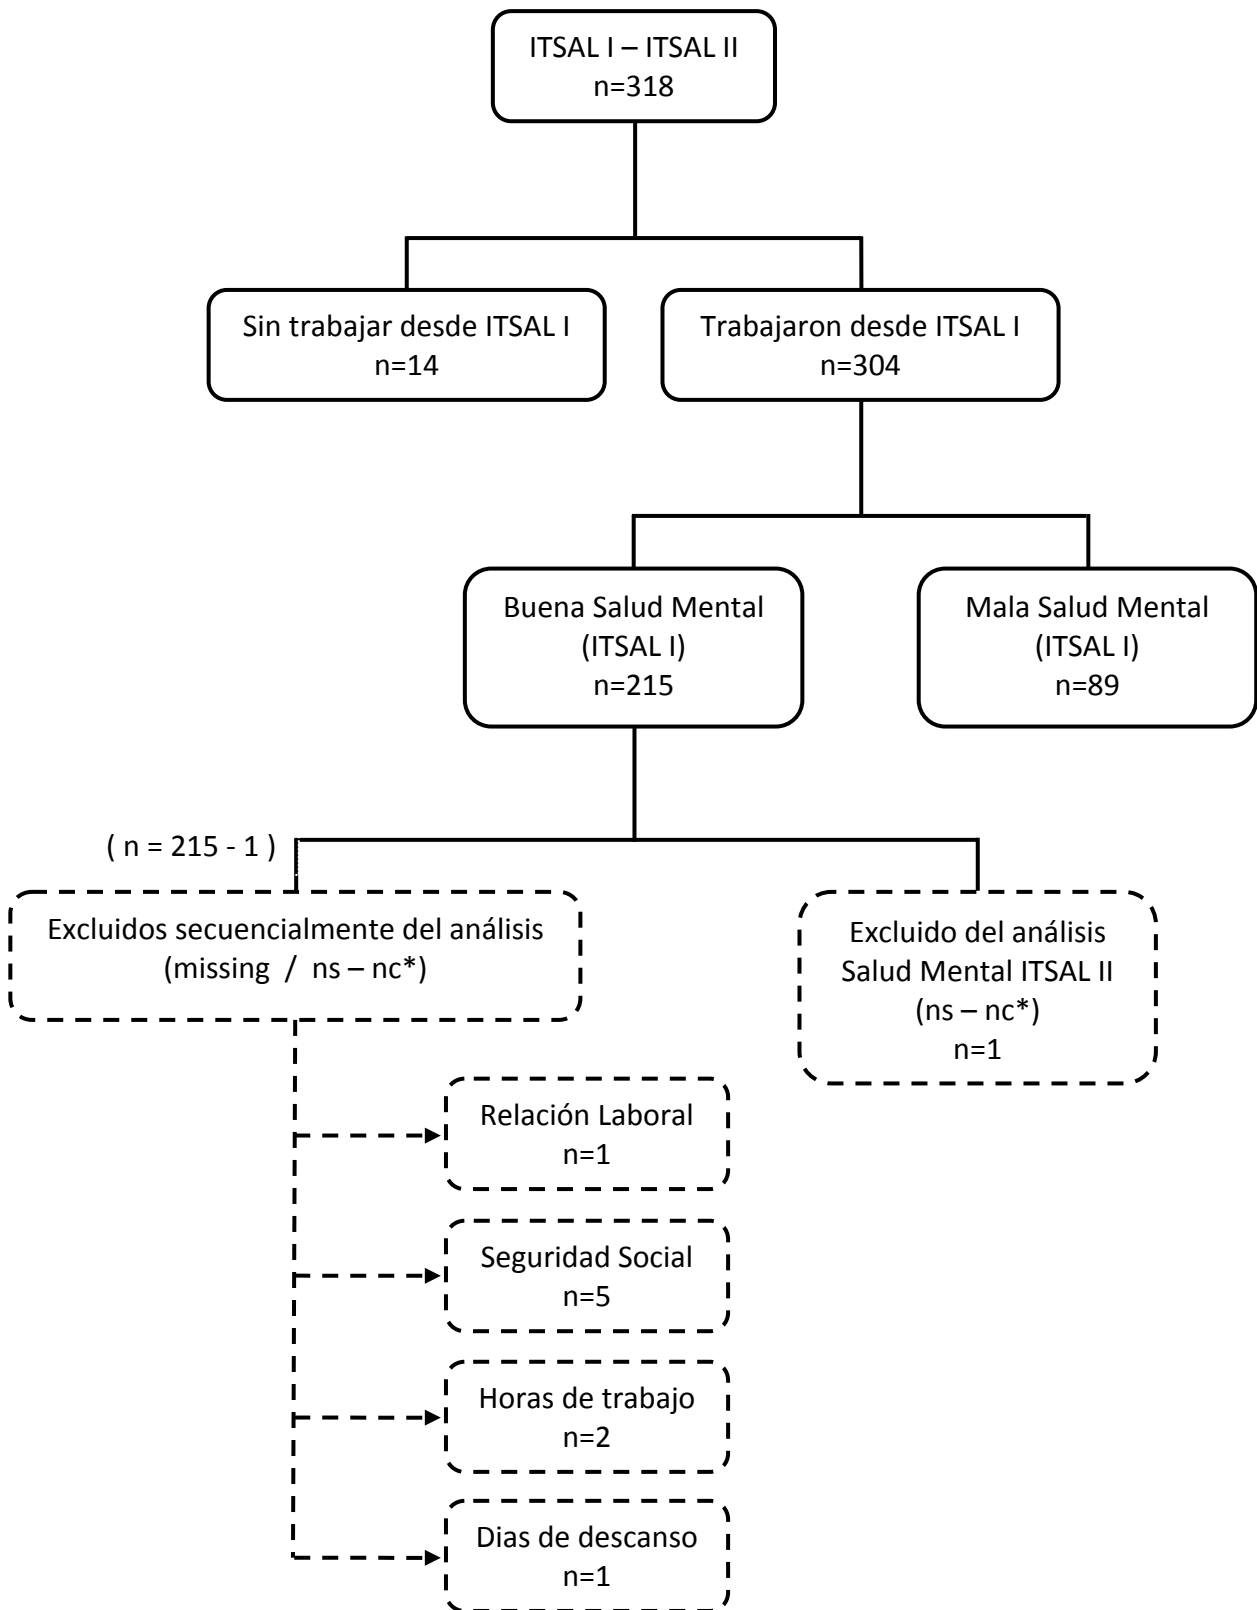 ITSAL I – ITSAL II
n=318
Sin trabajar desde ITSAL I
n=14
Trabajaron desde ITSAL I
n=304
Buena Salud Mental
(ITSAL I)
n=215
Mala Salud Mental
(ITSAL I)
n=89
( n = 215 - 1 )
Excluidos secuencialmente del análisis
(missing / ns – nc*)
Excluido del análisis
Salud Mental ITSAL II
(ns – nc*)
n=1
Relación Laboral
n=1
Seguridad Social
n=5
Horas de trabajo
n=2
Dias de descanso
n=1